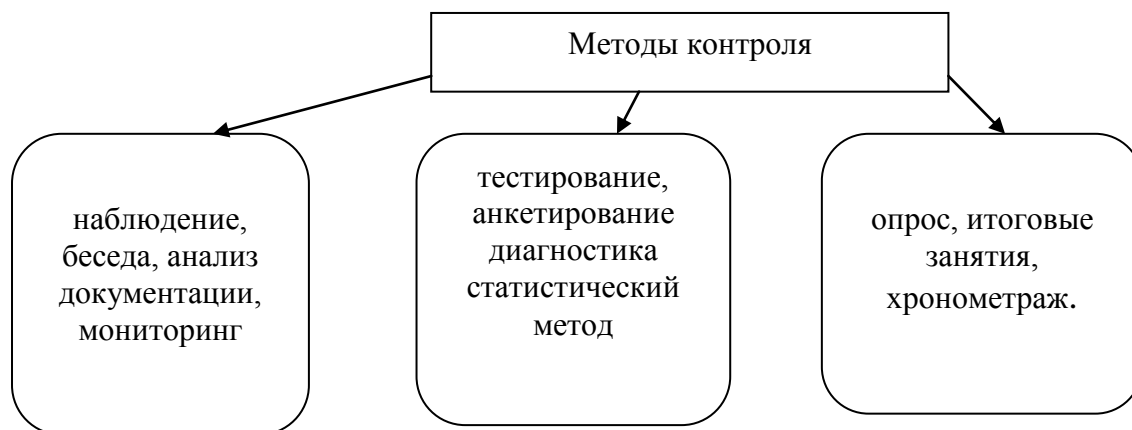 Методы контроля
наблюдение,
беседа, анализ
документации,
мониторинг
тестирование,
анкетирование
диагностика
статистический
метод
опрос, итоговые
занятия,
хронометраж.